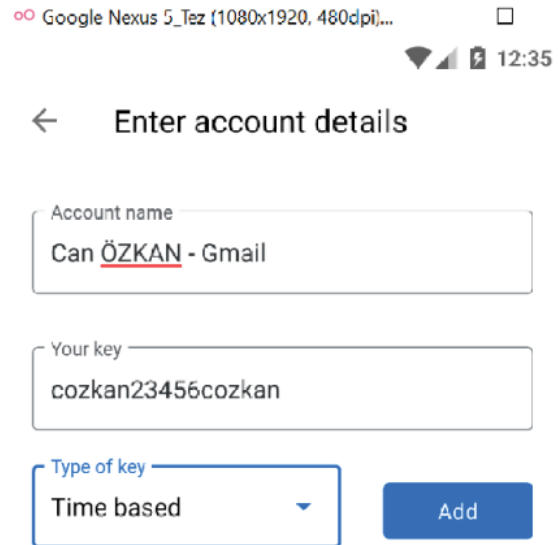 Google Nexus 5_Tez (1080x1920, 480dpi)...
12:35
Enter account details
Account name
Can ÖZKAN - Gmail
Your key
cozkan23456cozkan
Type of key
Time based
Add